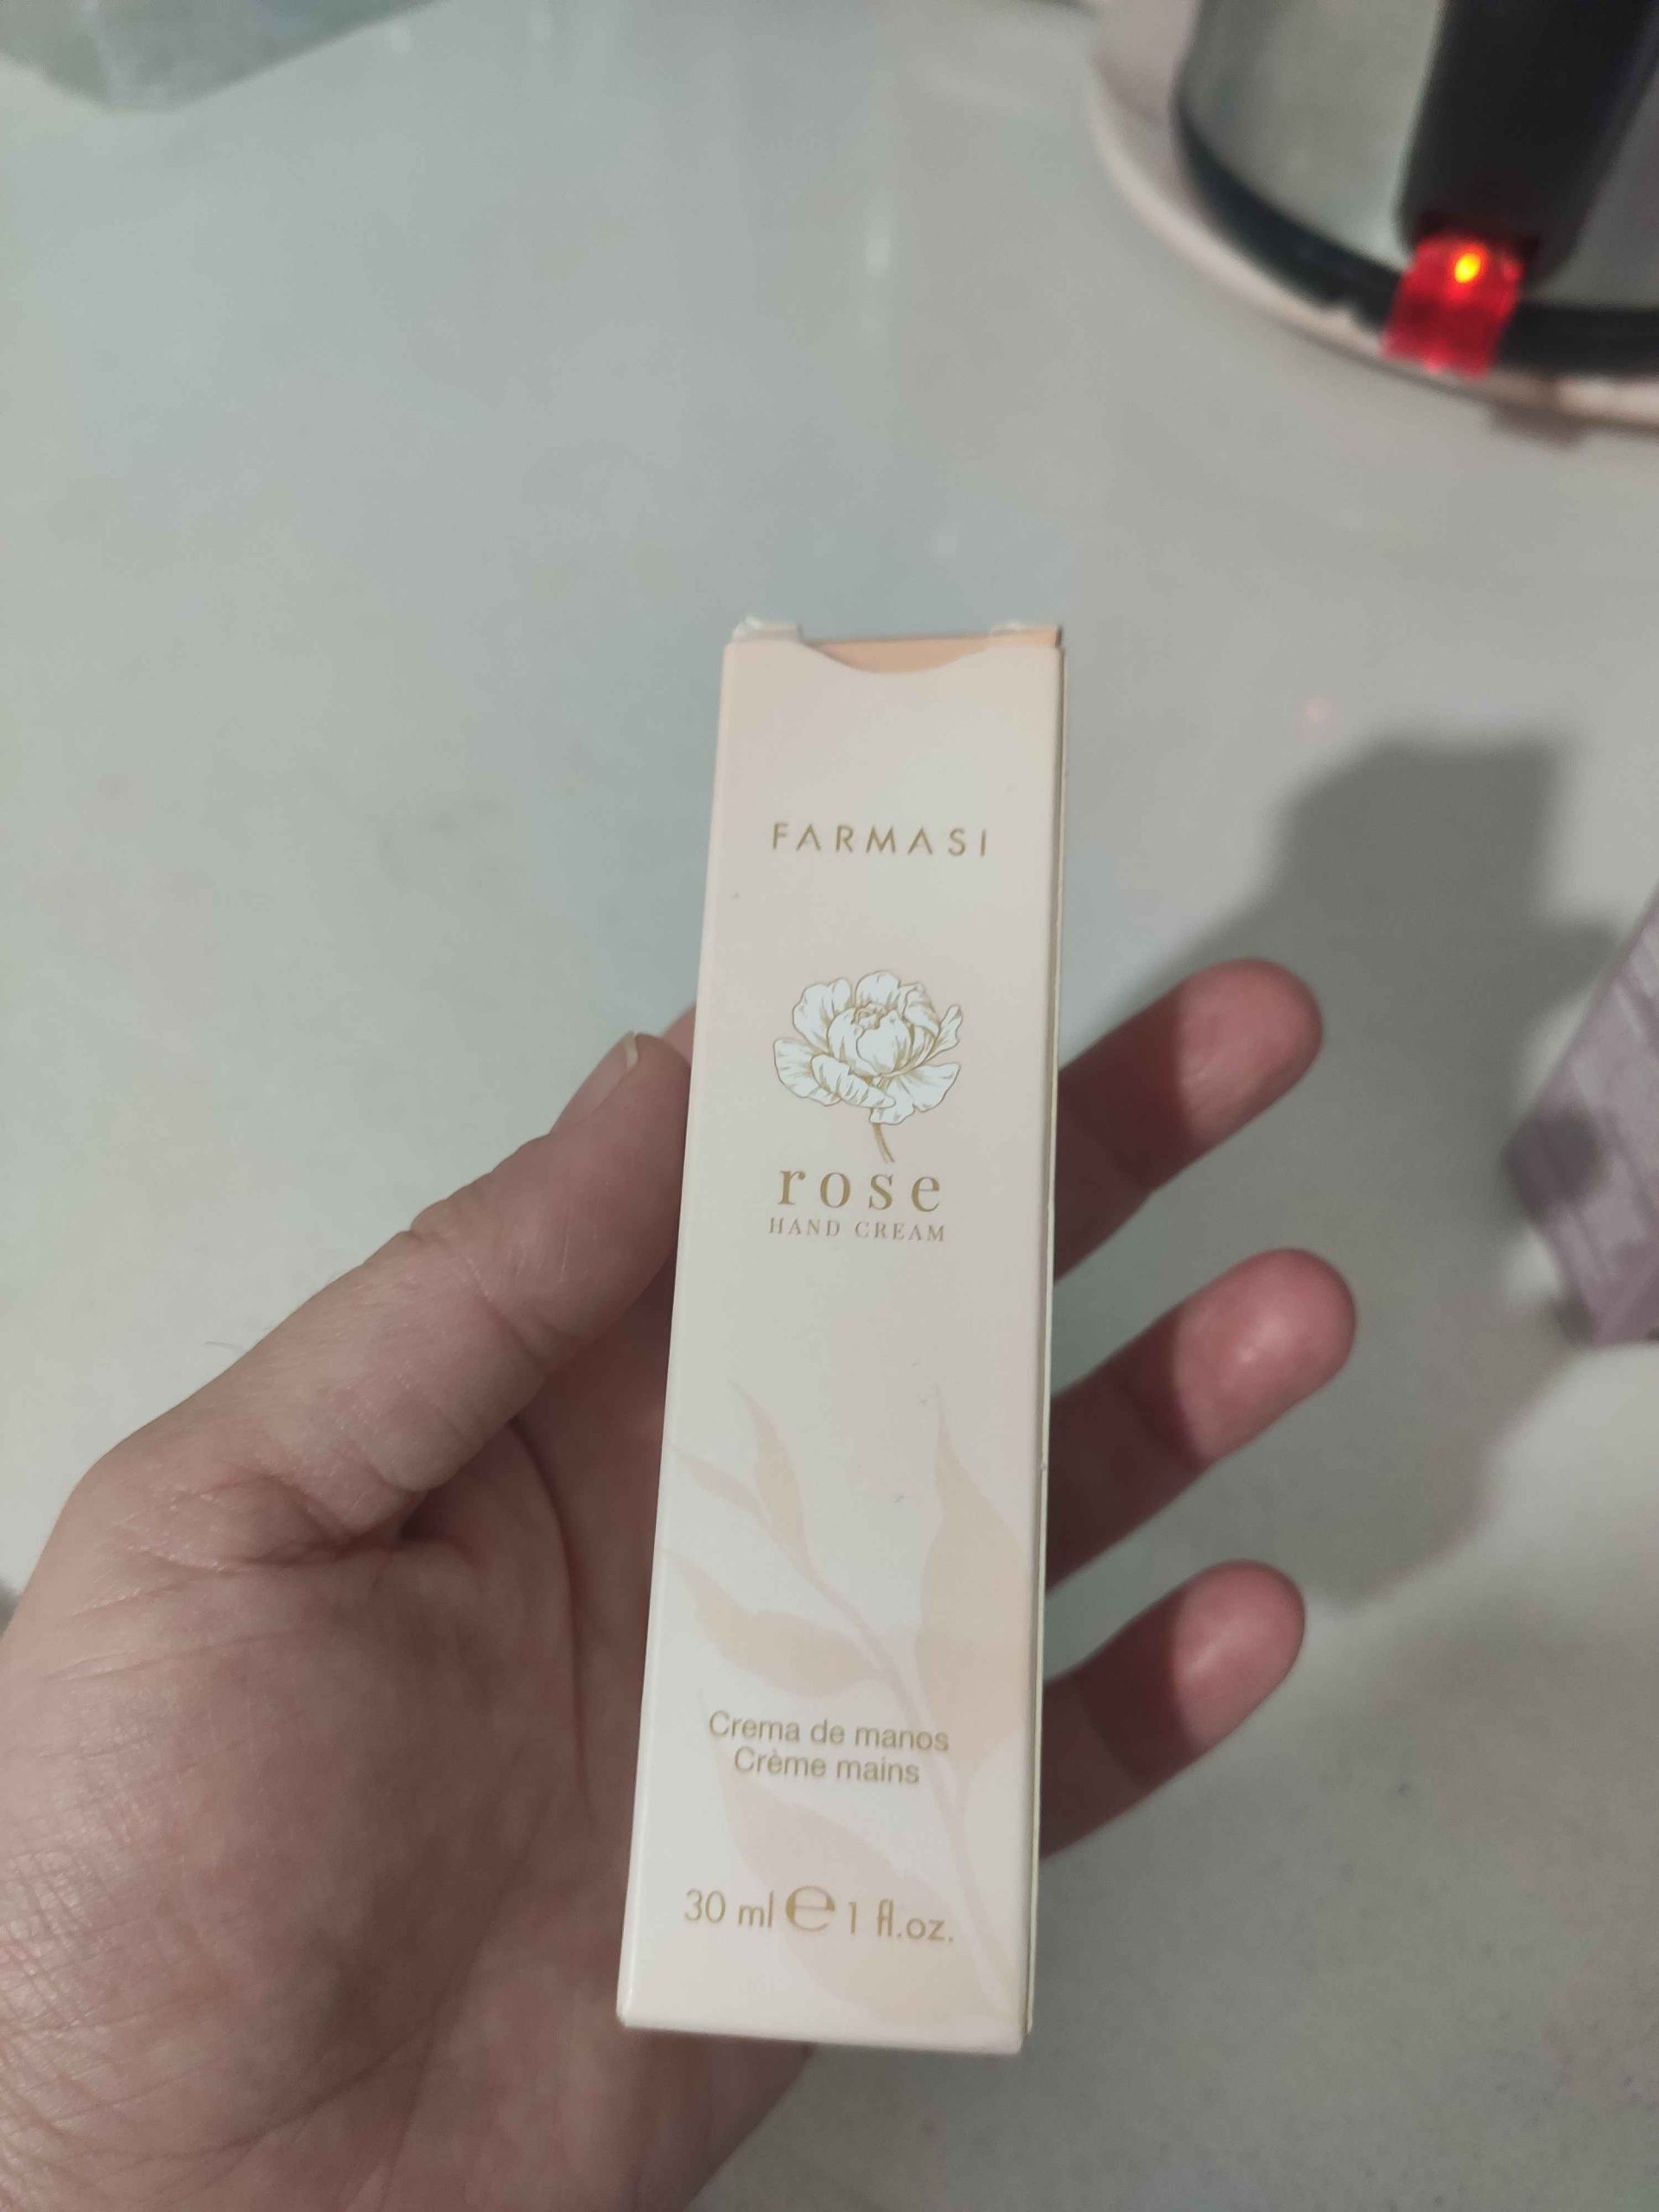 FARMASI
rose
HAND CREAM
Crema de manos
Crème mains
30 ml ℮ 1 fl.oz.